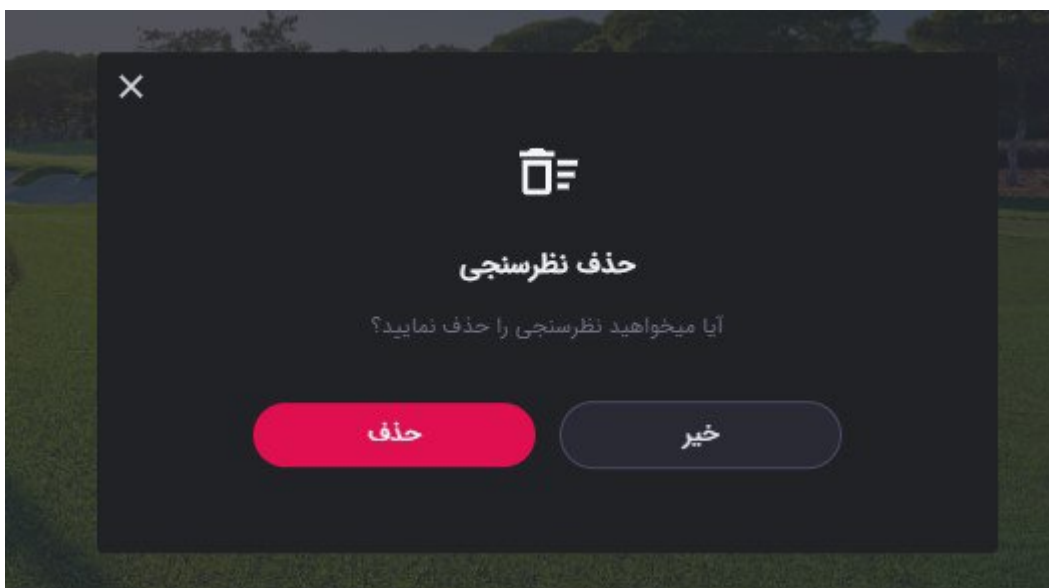 حذف نظرسنجی
آیا میخواهید نظرسنجی را حذف نمایید؟
خیر
حذف